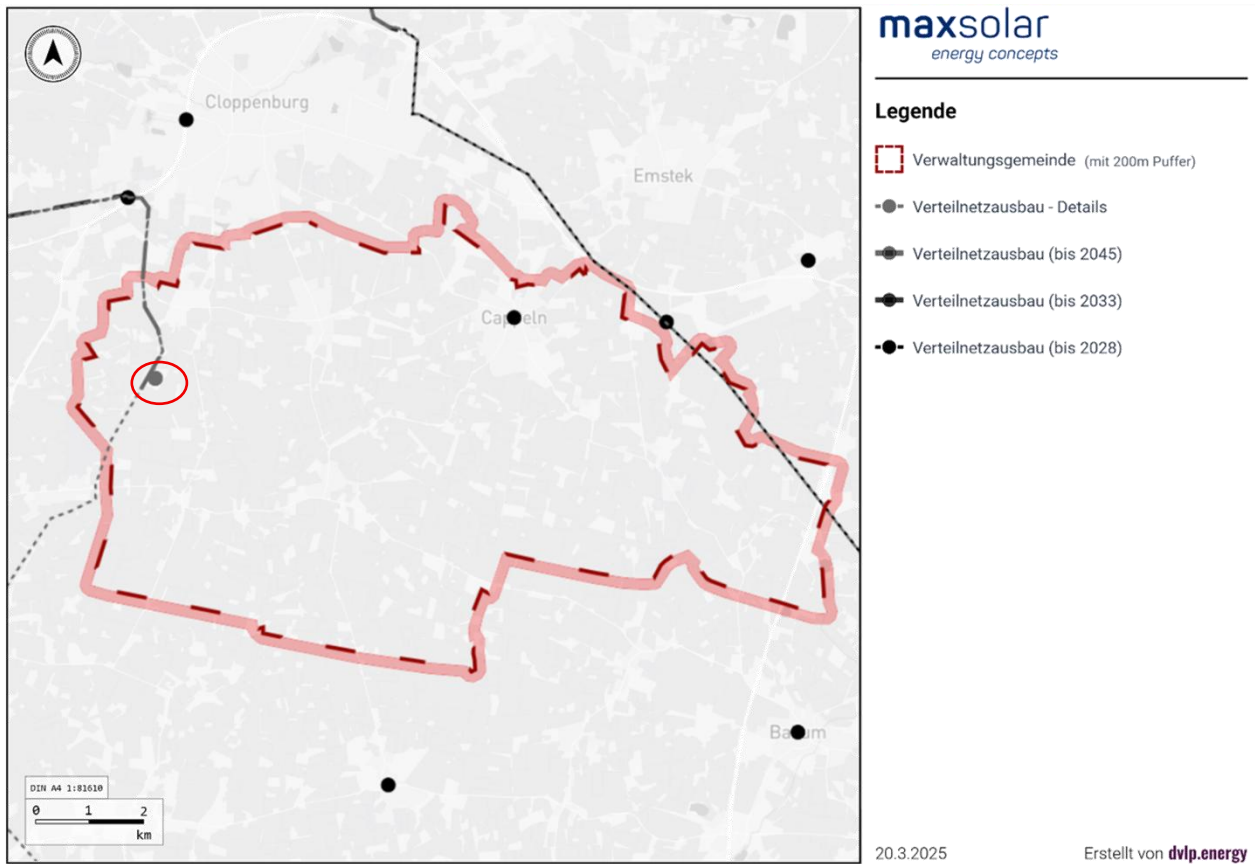 Cloppenburg
Emstek
Cappeln
Bakum
DIN A4 1:81610
0 1 2
km
maxsolar
energy concepts
Legende
Verwaltungsgemeinde (mit 200m Puffer)
Verteilnetzausbau - Details
Verteilnetzausbau (bis 2045)
Verteilnetzausbau (bis 2033)
Verteilnetzausbau (bis 2028)
20.3.2025
Erstellt von dvlp.energy